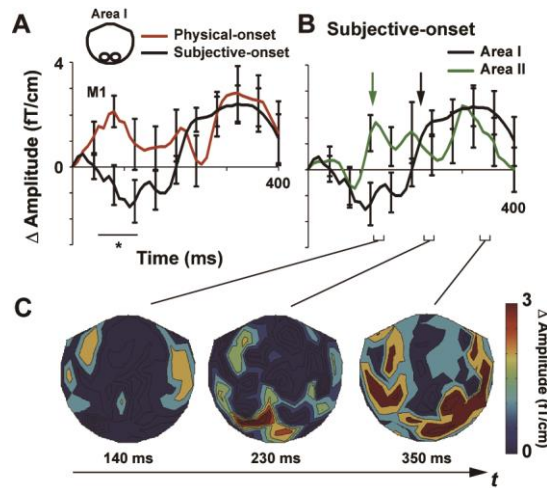 A
Area I
Physical-onset
Subjective-onset
4
M1
0
400
Δ Amplitude (fT/cm)
*
Time (ms)
B
Subjective-onset
Area I
Area II
400
C
140 ms
230 ms
350 ms
3
0
Δ Amplitude (fT/cm)
t